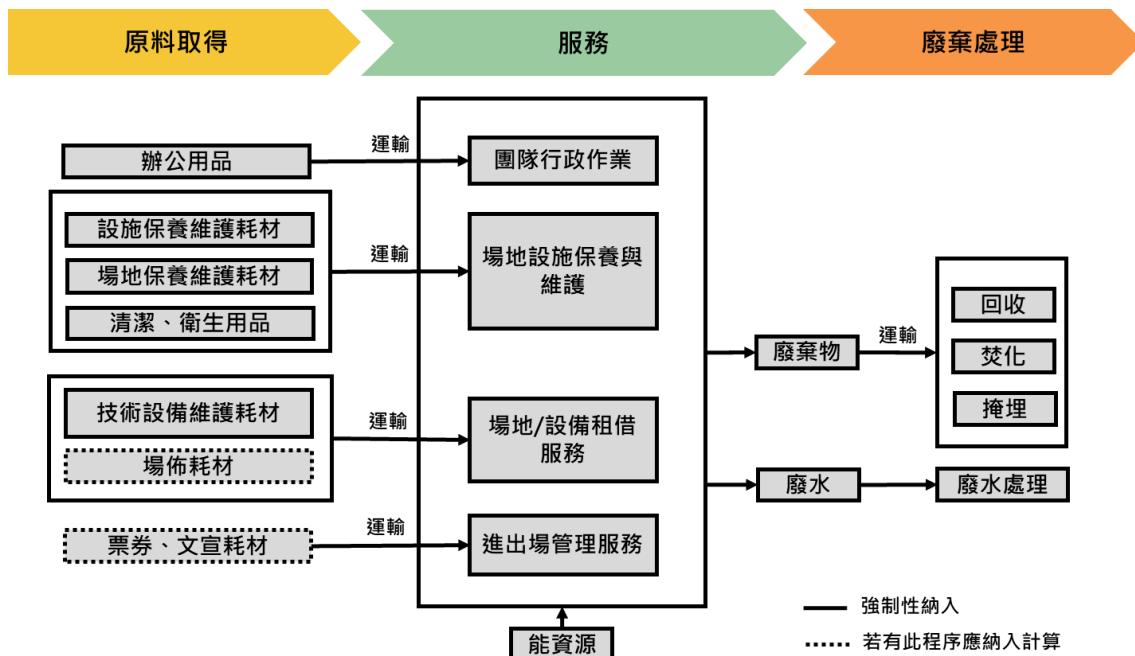 原料取得
服務
廢棄處理
辦公用品
運輸
團隊行政作業
設施保養維護耗材
場地保養維護耗材
清潔、衛生用品
運輸
場地設施保養與
維護
技術設備維護耗材
場佈耗材
運輸
場地/設備租借
服務
票券、文宣耗材
運輸
進出場管理服務
能資源
廢棄物
運輸
回收
焚化
掩埋
廢水
廢水處理
強制性納入
若有此程序應納入計算